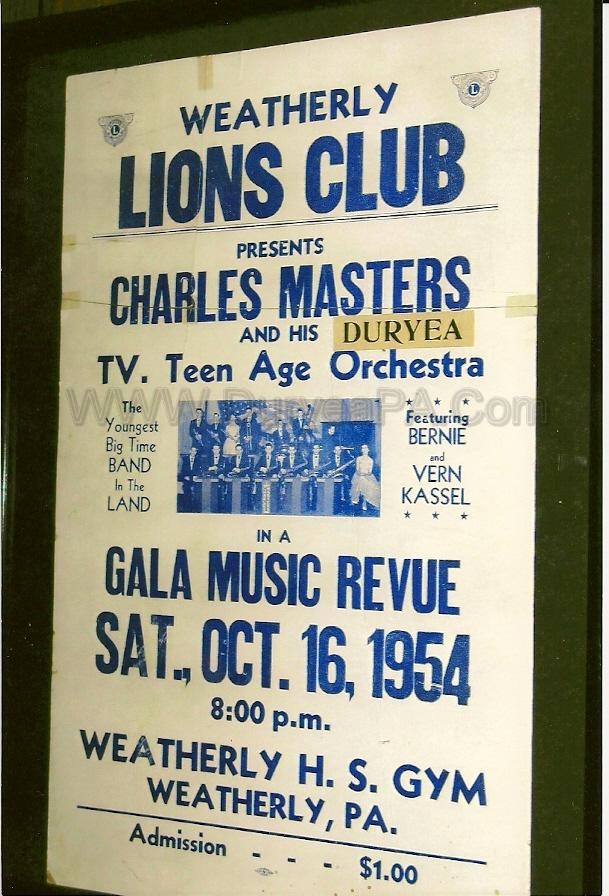 WEATHERLY
LIONS CLUB
PRESENTS
CHARLES MASTERS
AND HIS DURYEA
TV. Teen Age Orchestra
WWW.DuryeaPA.Com
The
Youngest
Big Time
BAND
In The
LAND
★ ★ ★
Featuring
BERNIE
and
VERN
KASSEL
★ ★ ★
IN A
GALA MUSIC REVUE
SAT., OCT. 16, 1954
8:00 p.m.
WEATHERLY H. S. GYM
WEATHERLY, PA.
Admission - - - $1.00